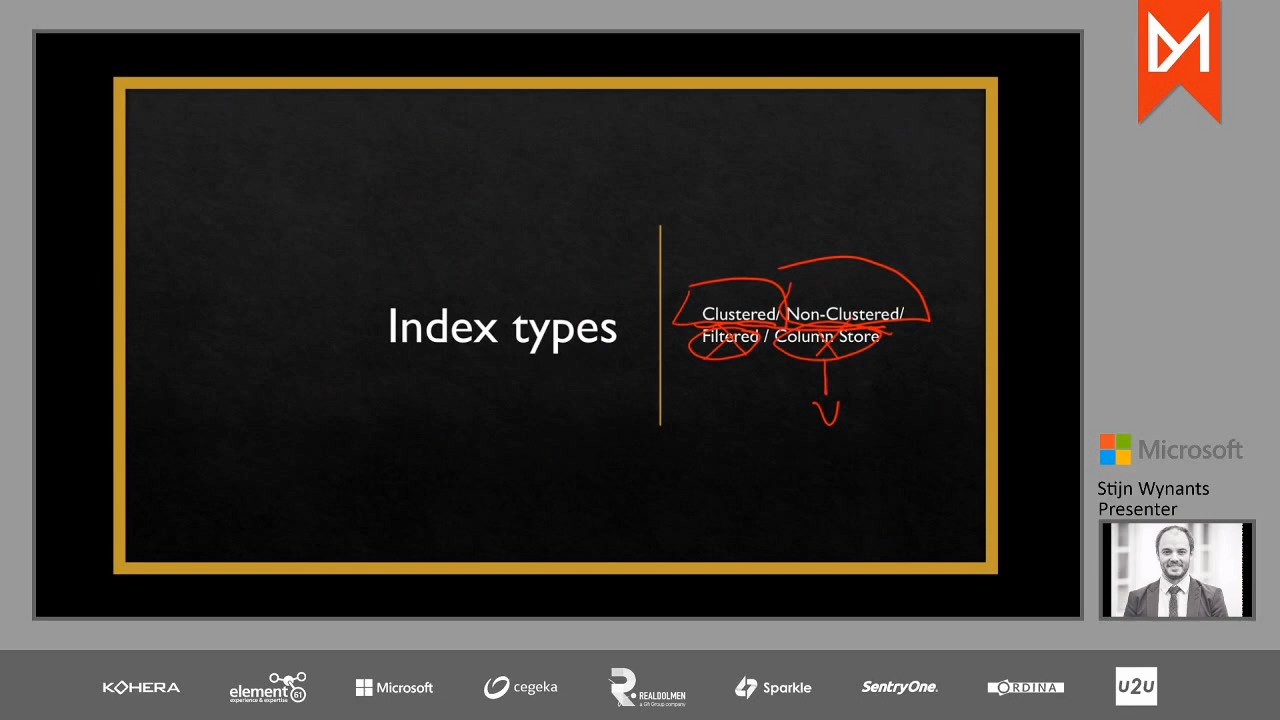 Index types
Clustered/ Non-Clustered/
Filtered / Column Store
Microsoft
Stijn Wynants
Presenter
KOHERA
element 61
experience & expertise
Microsoft
cegeka
R.
REALDOLMEN
a Gfi Group company
Sparkle
SentryOne.
ORDINA
u2u